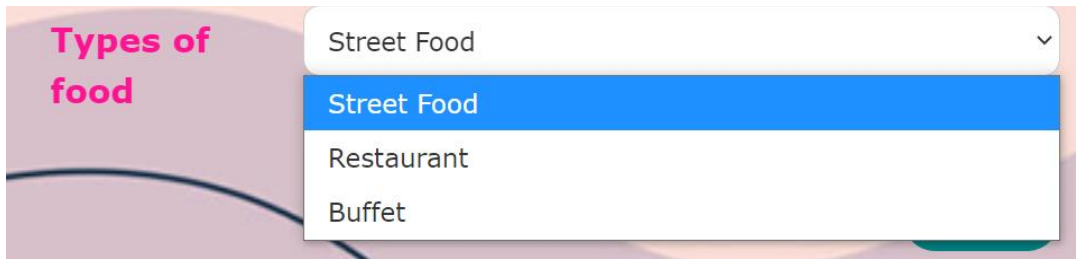 Types of
food
Street Food
Street Food
Restaurant
Buffet